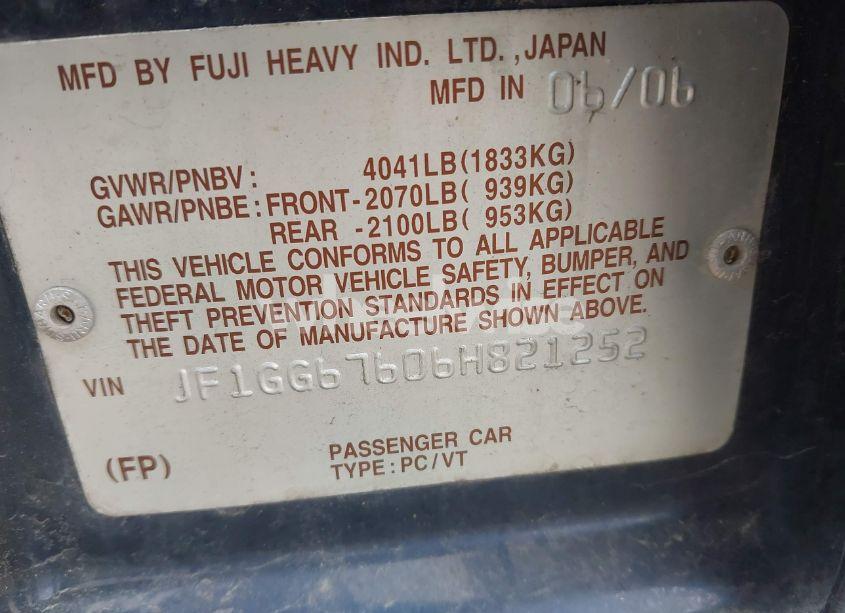 MFD BY FUJI HEAVY IND. LTD.,JAPAN
MFD IN 06/06
GVWR/PNBV: 4041LB(1833KG)
GAWR/PNBE:FRONT-2070LB( 939KG)
REAR -2100LB( 953KG)
THIS VEHICLE CONFORMS TO ALL APPLICABLE
FEDERAL MOTOR VEHICLE SAFETY, BUMPER, AND
THEFT PREVENTION STANDARDS IN EFFECT ON
THE DATE OF MANUFACTURE SHOWN ABOVE.
VIN JF1GG67606H821252
(FP) PASSENGER CAR
TYPE:PC/VT